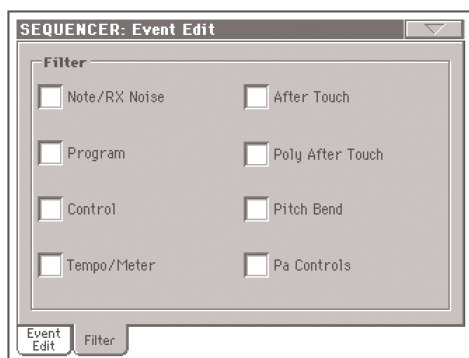 SEQUENCER: Event Edit
Filter
Note/RX Noise
After Touch
Program
Poly After Touch
Control
Pitch Bend
Tempo/Meter
Pa Controls
Event
Edit
Filter